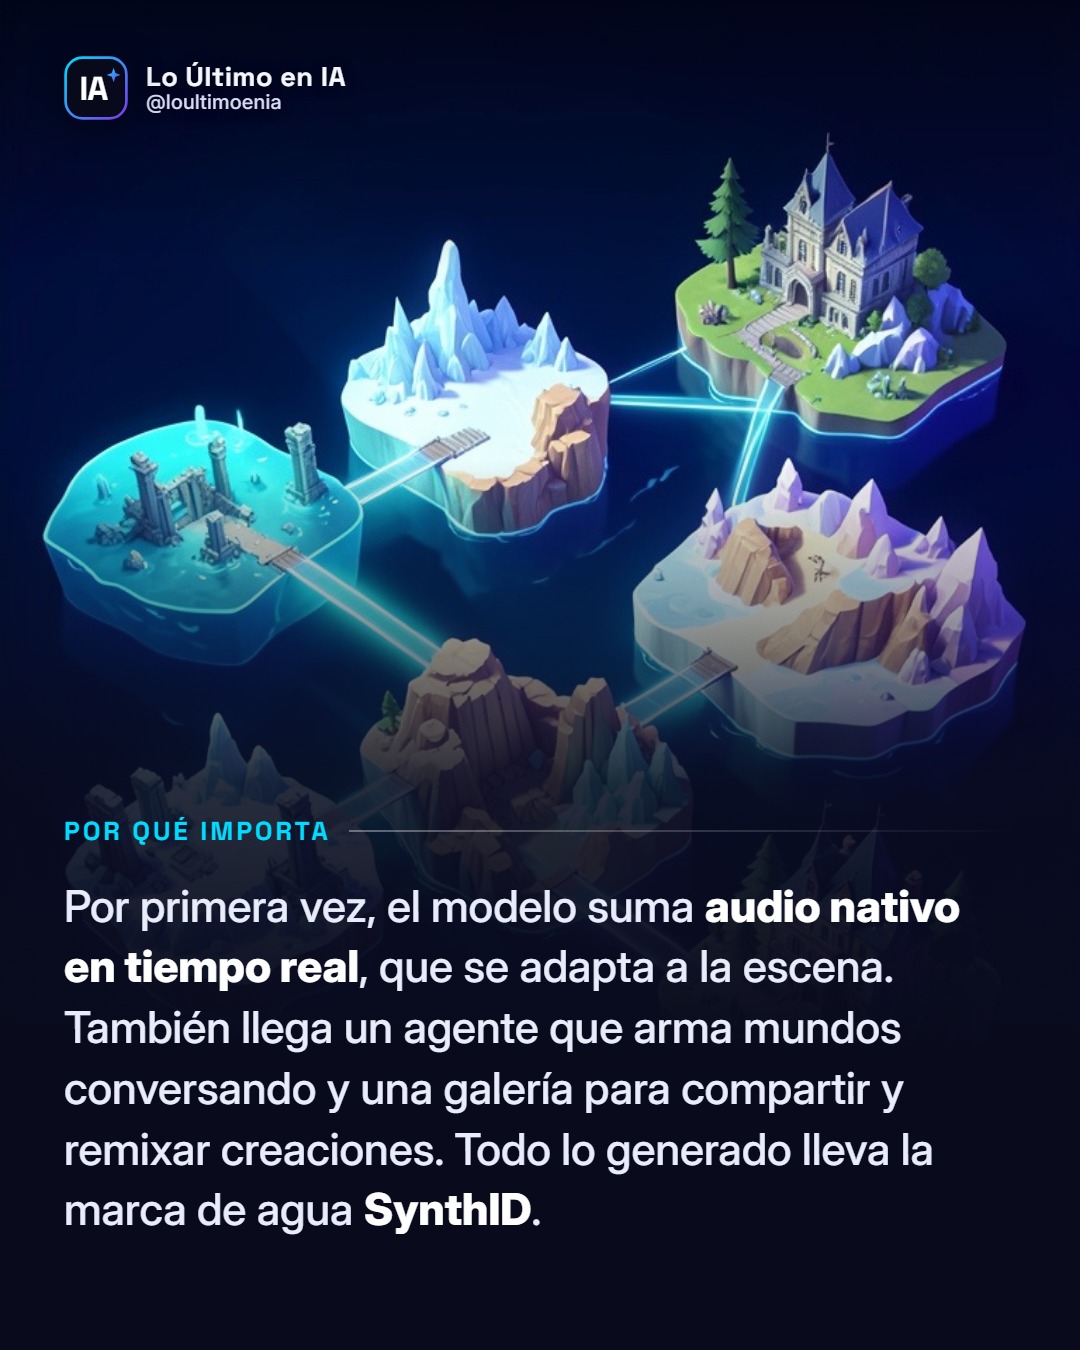 IA
Lo Último en IA
@loultimoenia
POR QUÉ IMPORTA
Por primera vez, el modelo suma audio nativo
en tiempo real, que se adapta a la escena.
También llega un agente que arma mundos
conversando y una galería para compartir y
remixar creaciones. Todo lo generado lleva la
marca de agua SynthID.